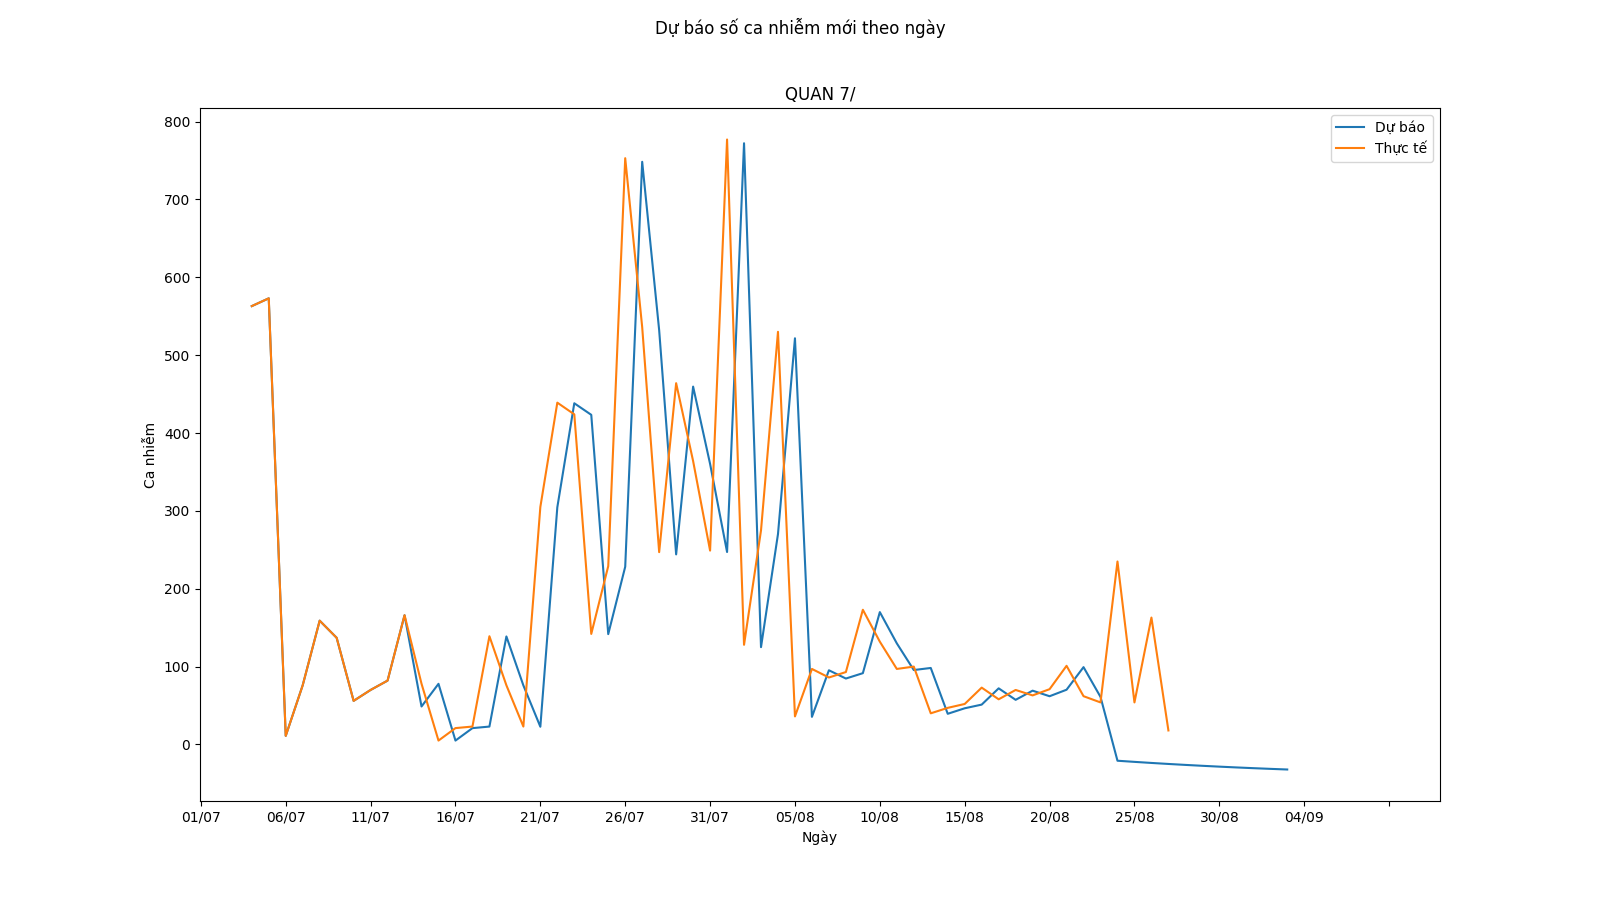 Dự báo số ca nhiễm mới theo ngày
QUAN 7/
Dự báo
Thực tế
800
700
600
500
400
300
200
100
0
Ca nhiễm
01/07 06/07 11/07 16/07 21/07 26/07 31/07 05/08 10/08 15/08 20/08 25/08 30/08 04/09
Ngày